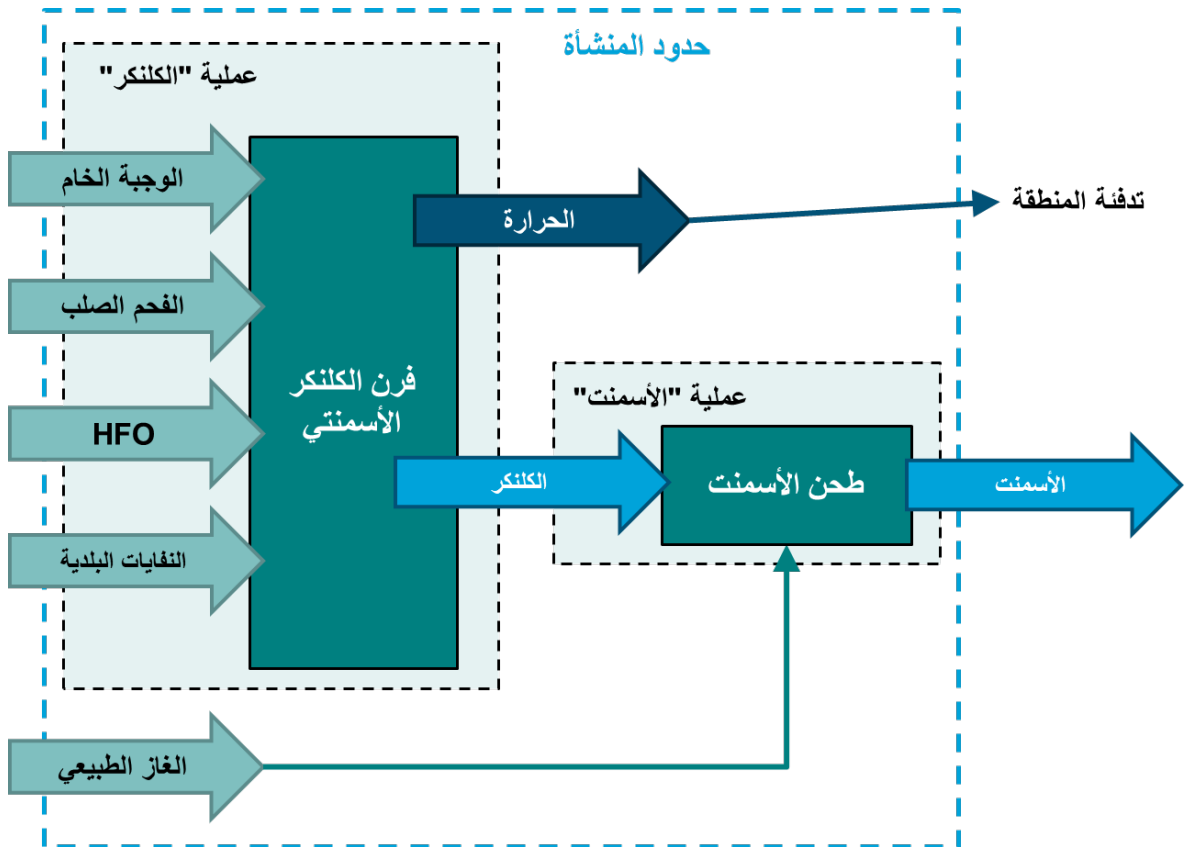 حدود المنشأة
عملية "الكلنكر"
الوجبة الخام
الحرارة
تدفئة المنطقة
الفحم الصلب
فرن الكلنكر
الأسمنتي
عملية "الأسمنت"
HFO
الكلنكر
طحن الأسمنت
الأسمنت
النفايات البلدية
الغاز الطبيعي